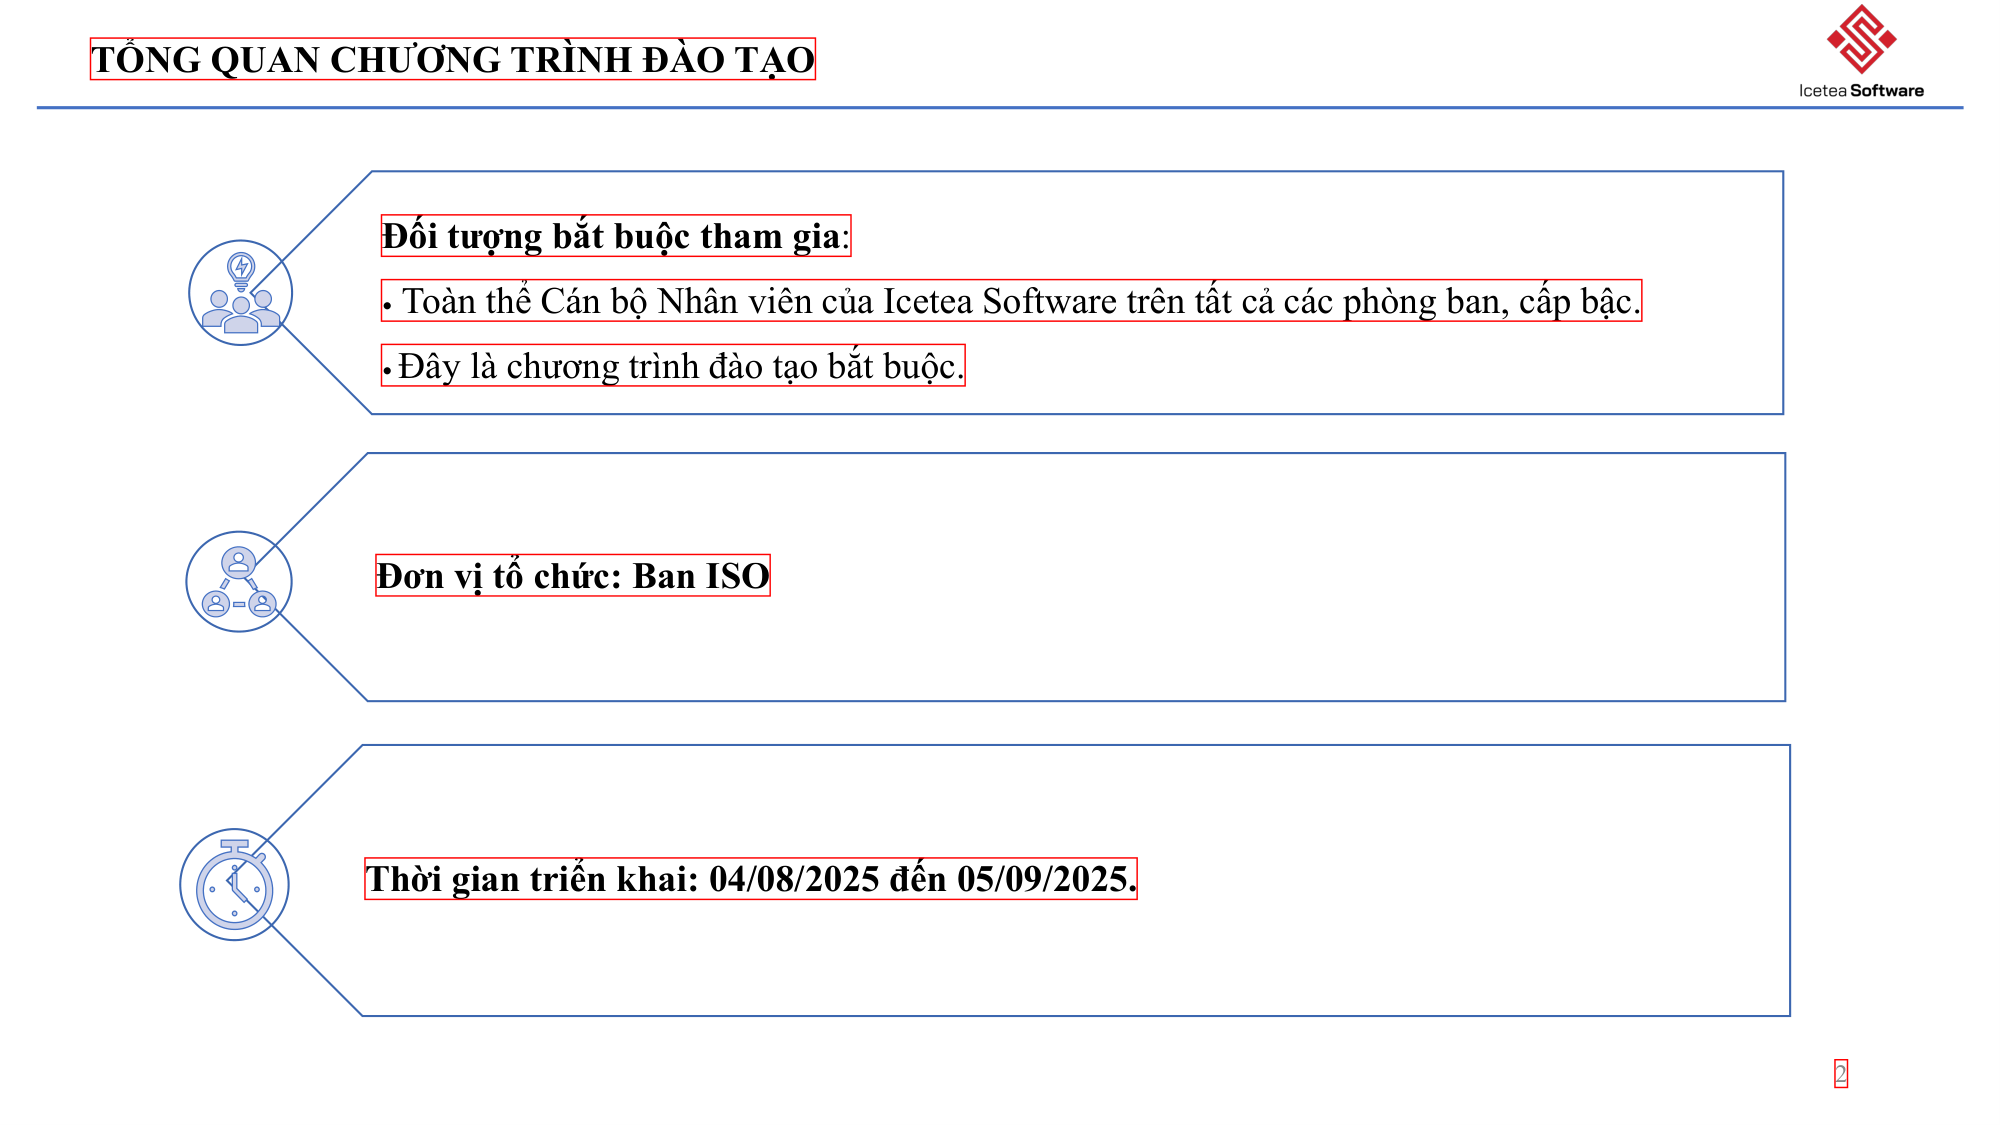 TỔNG QUAN CHƯƠNG TRÌNH ĐÀO TẠO
Icetea Software
Đối tượng bắt buộc tham gia:
• Toàn thể Cán bộ Nhân viên của Icetea Software trên tất cả các phòng ban, cấp bậc.
• Đây là chương trình đào tạo bắt buộc.
Đơn vị tổ chức: Ban ISO
Thời gian triển khai: 04/08/2025 đến 05/09/2025.
2